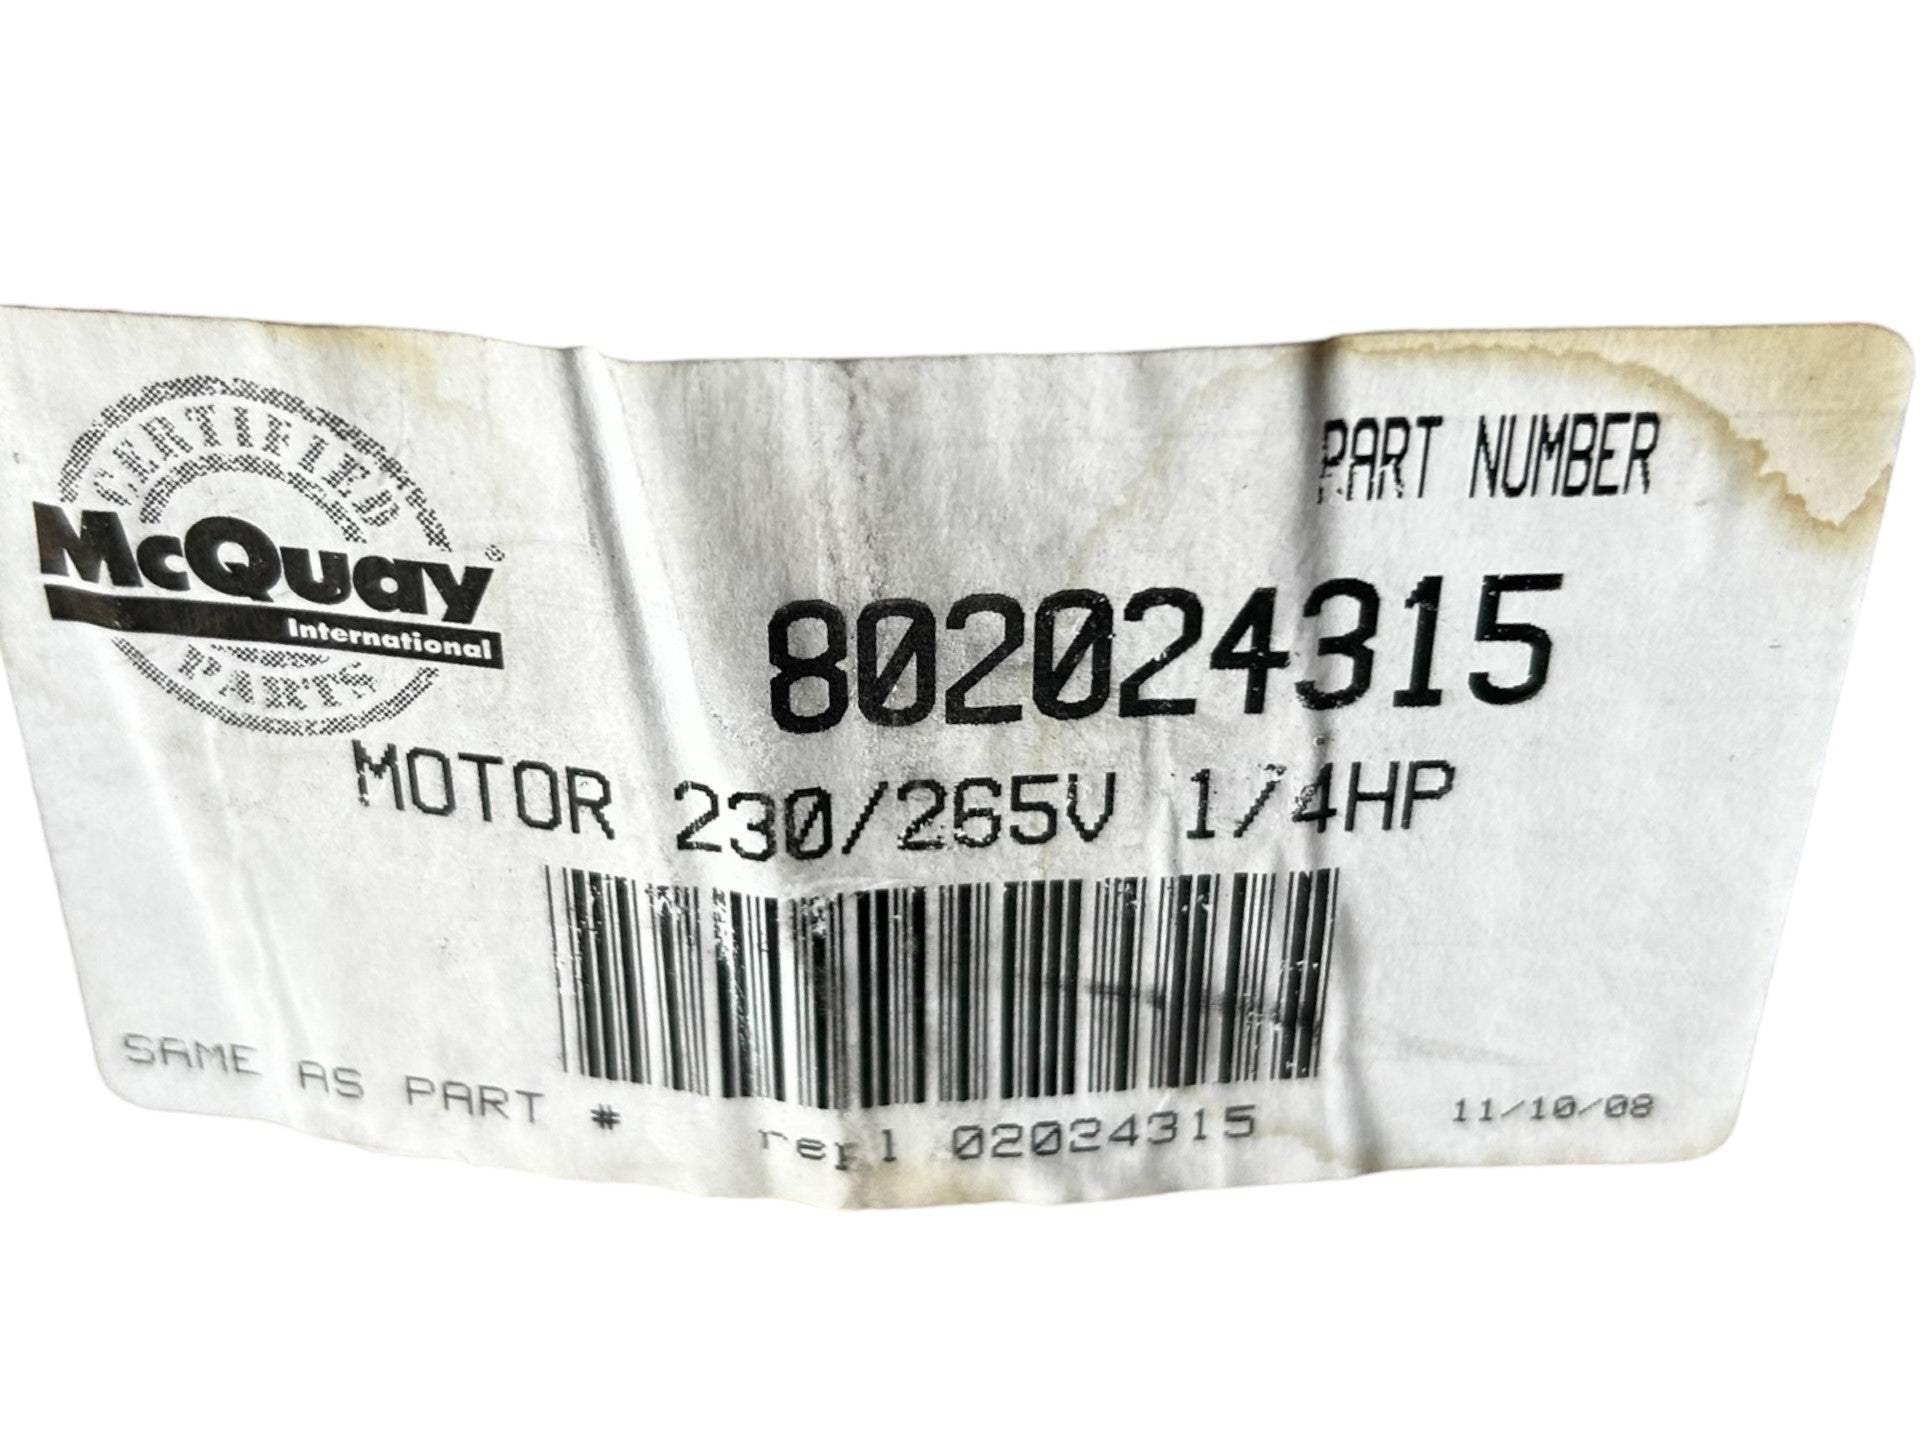 CERTIFIED
McQuay®
International
PARTS
PART NUMBER
802024315
MOTOR 230/265V 1/4HP
SAME AS PART # repl 02024315
11/10/08